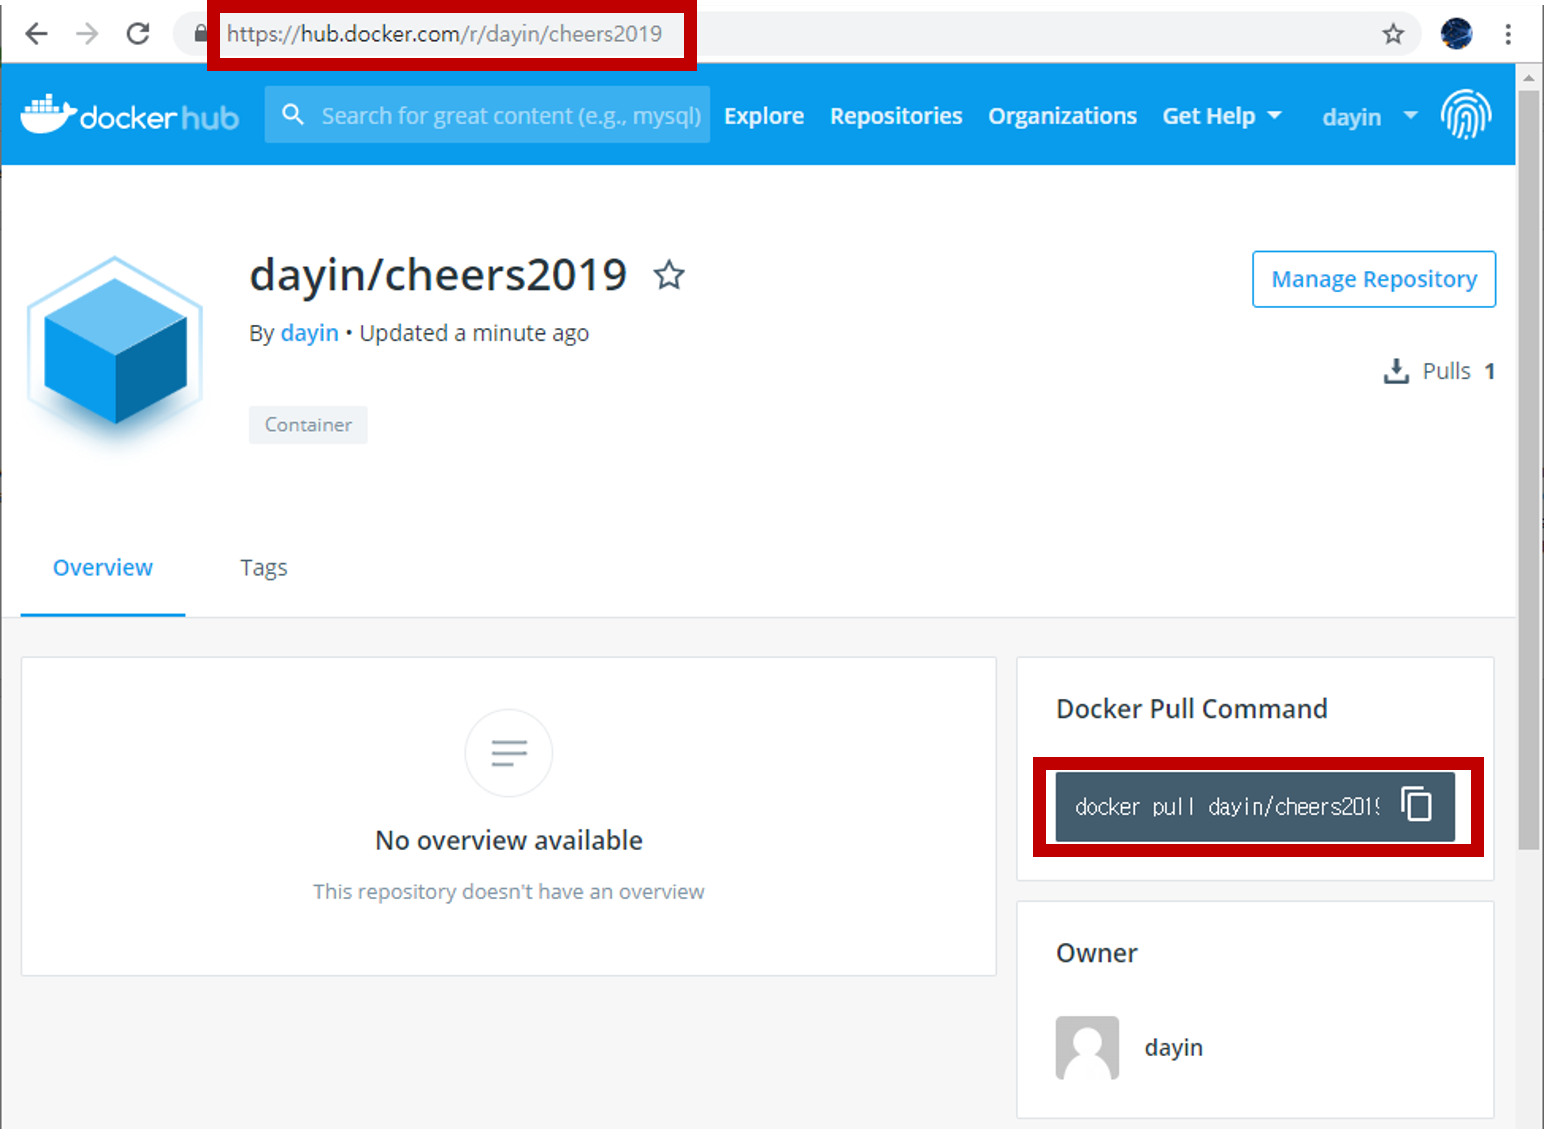 https://hub.docker.com/r/dayin/cheers2019
docker hub
Search for great content (e.g., mysql)
Explore
Repositories
Organizations
Get Help
dayin
dayin/cheers2019
Manage Repository
By dayin • Updated a minute ago
Pulls 1
Container
Overview
Tags
No overview available
This repository doesn't have an overview
Docker Pull Command
docker pull dayin/cheers2019
Owner
dayin